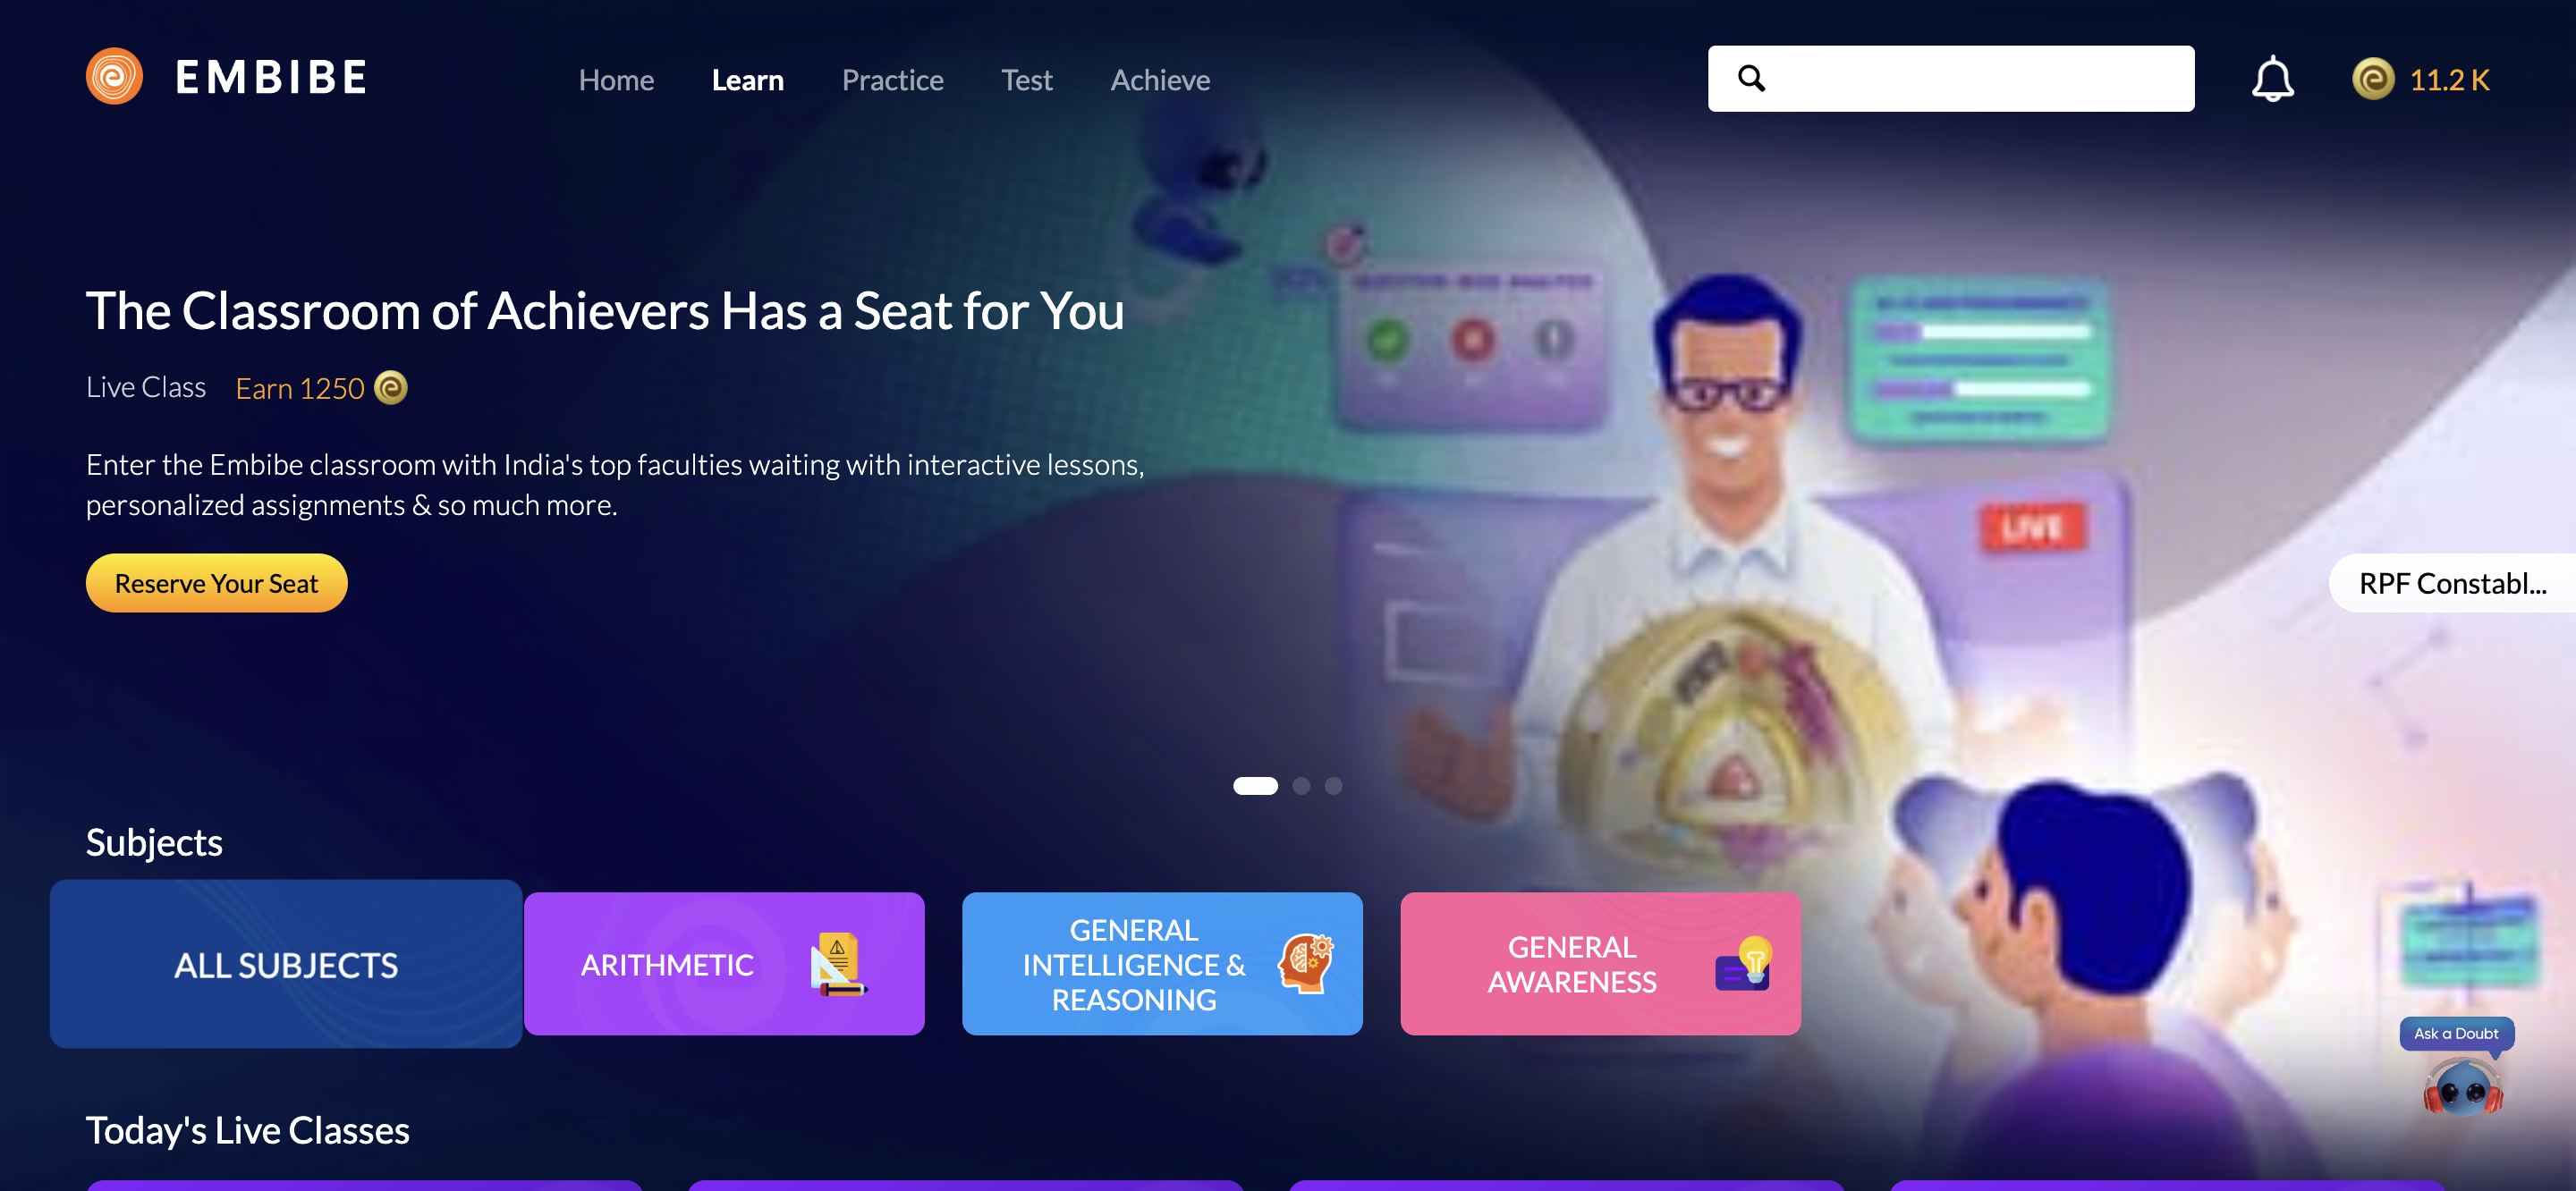 EMBIBE
Home Learn Practice Test Achieve
11.2 K
The Classroom of Achievers Has a Seat for You
Live Class Earn 1250
Enter the Embibe classroom with India's top faculties waiting with interactive lessons,
personalized assignments & so much more.
LIVE
Reserve Your Seat
RPF Constabl...
Subjects
ALL SUBJECTS
ARITHMETIC
GENERAL
INTELLIGENCE &
REASONING
GENERAL
AWARENESS
Ask a Doubt
Today's Live Classes